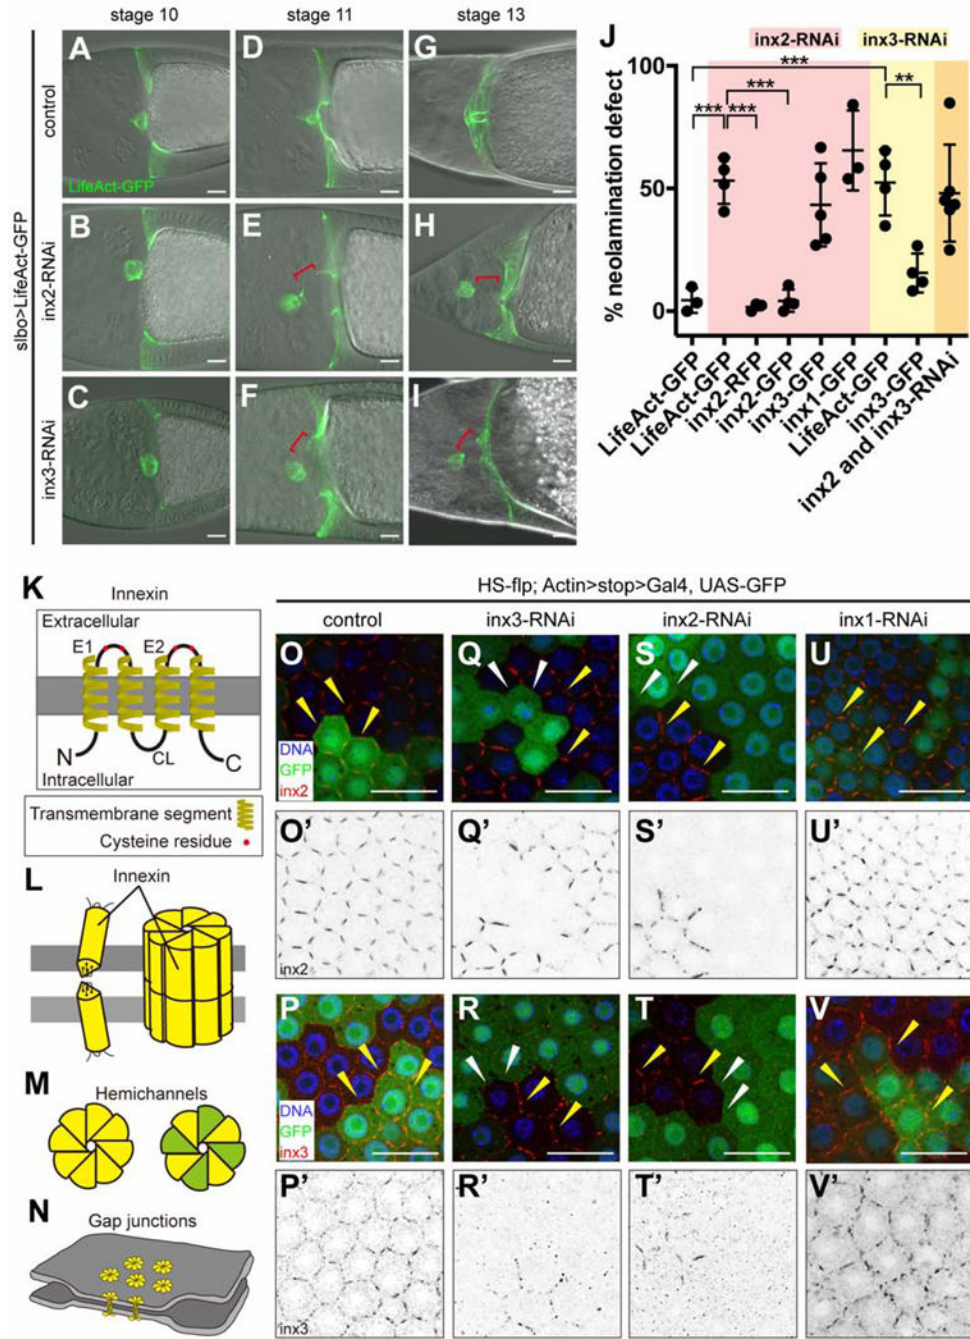 stage 10
stage 11
stage 13
slbo>LifeAct-GFP
control
inx2-RNAi
inx3-RNAi
A
LifeAct-GFP
D
G
B
E
H
C
F
I
J
inx2-RNAi
inx3-RNAi
% neolamination defect
100
50
0
***
***
***
***
**
LifeAct-GFP
LifeAct-GFP
inx2-RFP
inx2-GFP
inx3-GFP
inx1-GFP
LifeAct-GFP
inx3-GFP
inx2 and inx3-RNAi
K
Innexin
Extracellular
E1
E2
N
CL
C
Intracellular
Transmembrane segment
Cysteine residue
L
Innexin
M
Hemichannels
N
Gap junctions
HS-flp; Actin>stop>Gal4, UAS-GFP
control
inx3-RNAi
inx2-RNAi
inx1-RNAi
O
DNA
GFP
inx2
Q
S
U
O'
inx2
Q'
S'
U'
P
DNA
GFP
inx3
R
T
V
P'
inx3
R'
T'
V'